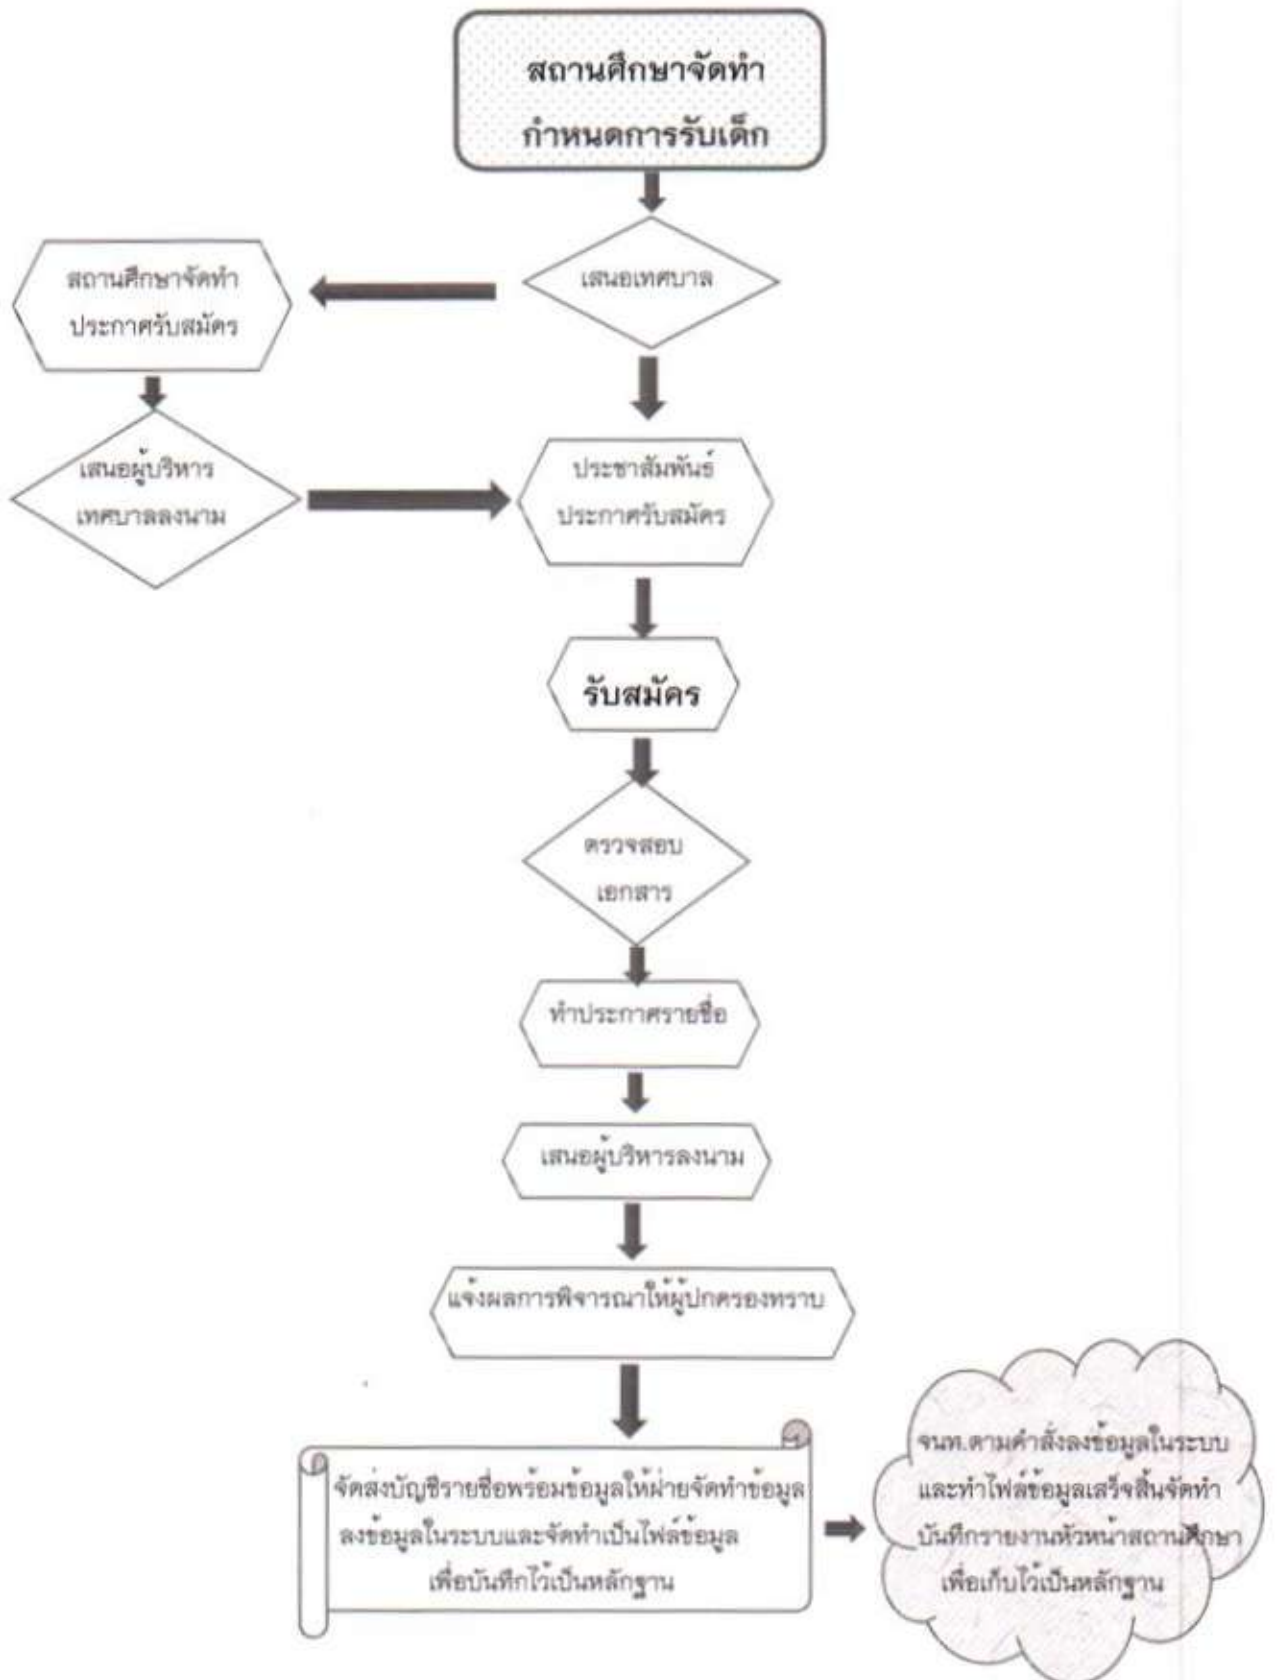 สถานศึกษาจัดทำ
กำหนดการรับเด็ก
เสนอเทศบาล
สถานศึกษาจัดทำ
ประกาศรับสมัคร
เสนอผู้บริหาร
เทศบาลลงนาม
ประชาสัมพันธ์
ประกาศรับสมัคร
รับสมัคร
ตรวจสอบ
เอกสาร
ทำประกาศรายชื่อ
เสนอผู้บริหารลงนาม
แจ้งผลการพิจารณาให้ผู้ปกครองทราบ
จัดส่งบัญชีรายชื่อพร้อมข้อมูลให้ฝ่ายจัดทำข้อมูล
ลงข้อมูลในระบบและจัดทำเป็นไฟล์ข้อมูล
เพื่อบันทึกไว้เป็นหลักฐาน
จนท.ตามคำสั่งลงข้อมูลในระบบ
และทำไฟล์ข้อมูลเสร็จสิ้นจัดทำ
บันทึกรายงานหัวหน้าสถานศึกษา
เพื่อเก็บไว้เป็นหลักฐาน